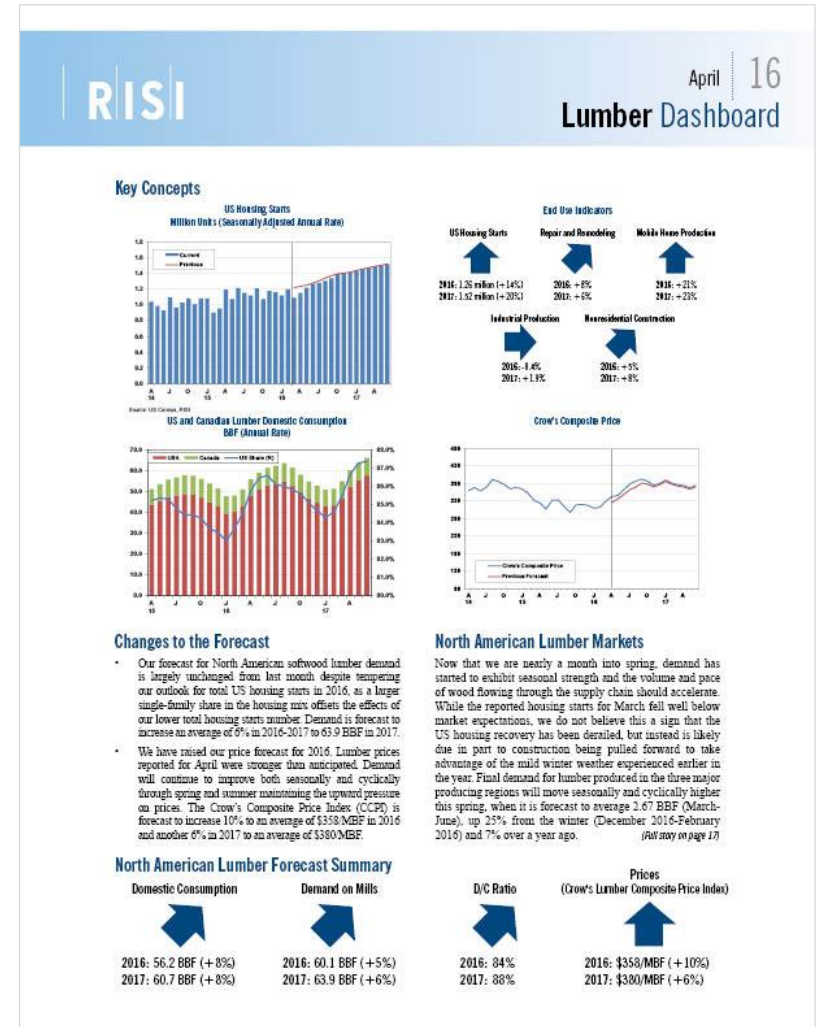 RISI
April 16
Lumber Dashboard
Key Concepts
US Housing Starts
Million Units (Seasonally Adjusted Annual Rate)
Current
Previous
Source: US Census, RISI
End Use Indicators
US Housing Starts
2016: 1.26 million (+14%)
2017: 1.52 million (+20%)
Repair and Remodeling
2016: +8%
2017: +6%
Mobile Home Production
2016: +21%
2017: +23%
Industrial Production
2017: +1.9%
Nonresidential Construction
2016: +5%
2017: +8%
US and Canadian Lumber Domestic Consumption
BBF (Annual Rate)
USA
Canada
US Share (%)
Crow's Composite Price
Crow's Composite Price
Previous Forecast
Changes to the Forecast
• Our forecast for North American softwood lumber demand
is largely unchanged from last month despite tempering
our outlook for total US housing starts in 2016, as a larger
single-family share in the housing mix offsets the effects of
our lower total housing starts number. Demand is forecast to
increase an average of 6% in 2016-2017 to 63.9 BBF in 2017.
• We have raised our price forecast for 2016. Lumber prices
reported for April were stronger than anticipated. Demand
will continue to improve both seasonally and cyclically
through spring and summer maintaining the upward pressure
on prices. The Crow's Composite Price Index (CCPI) is
forecast to increase 10% to an average of $358/MBF in 2016
and another 6% in 2017 to an average of $380/MBF.
North American Lumber Markets
Now that we are nearly a month into spring, demand has
started to exhibit seasonal strength and the volume and pace
of wood flowing through the supply chain should accelerate.
While the reported housing starts for March fell well below
market expectations, we do not believe this a sign that the
US housing recovery has been derailed, but instead is likely
due in part to construction being pulled forward to take
advantage of the mild winter weather experienced earlier in
the year. Final demand for lumber produced in the three major
producing regions will move seasonally and cyclically higher
this spring, when it is forecast to average 2.67 BBF (March-
June), up 25% from the winter (December 2016-February
2016) and 7% over a year ago. (Full story on page 17)
North American Lumber Forecast Summary
Domestic Consumption
2016: 56.2 BBF (+8%)
2017: 60.7 BBF (+8%)
Demand on Mills
2016: 60.1 BBF (+5%)
2017: 63.9 BBF (+6%)
D/C Ratio
2016: 84%
2017: 88%
Prices
(Crow's Lumber Composite Price Index)
2016: $358/MBF (+10%)
2017: $380/MBF (+6%)